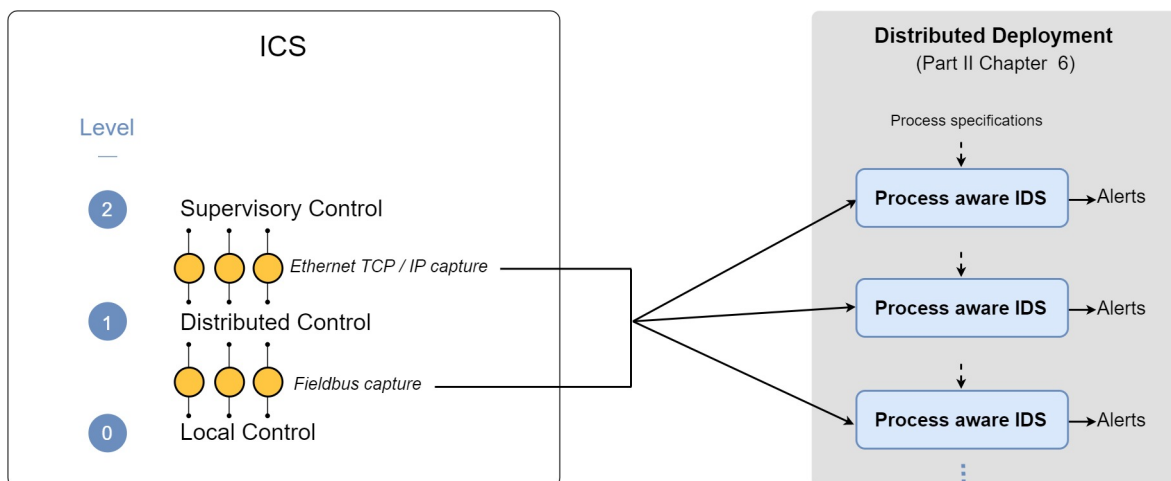 ICS
Level
2
Supervisory Control
Ethernet TCP / IP capture
1
Distributed Control
Fieldbus capture
0
Local Control
Distributed Deployment
(Part II Chapter 6)
Process specifications
Process aware IDS
Alerts
Process aware IDS
Alerts
Process aware IDS
Alerts